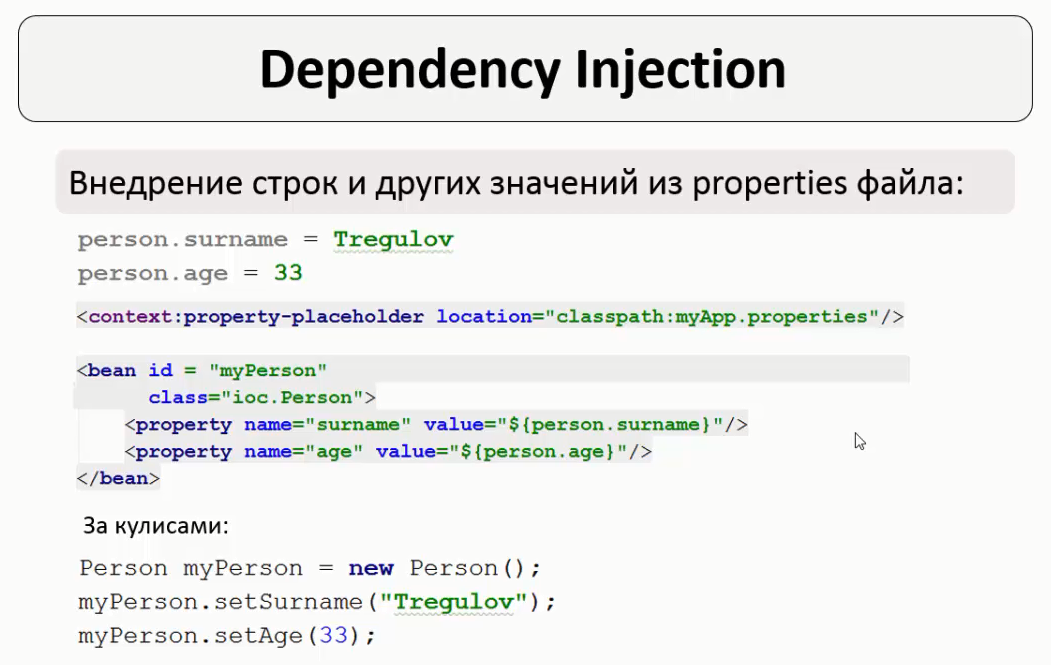 Dependency Injection
Внедрение строк и других значений из properties файла:
person.surname = Tregulov
person.age = 33
<context:property-placeholder location="classpath:myApp.properties"/>
<bean id = "myPerson"
class="ioc.Person">
<property name="surname" value="${person.surname}"/>
<property name="age" value="${person.age}"/>
</bean>
За кулисами:
Person myPerson = new Person();
myPerson.setSurname("Tregulov");
myPerson.setAge(33);